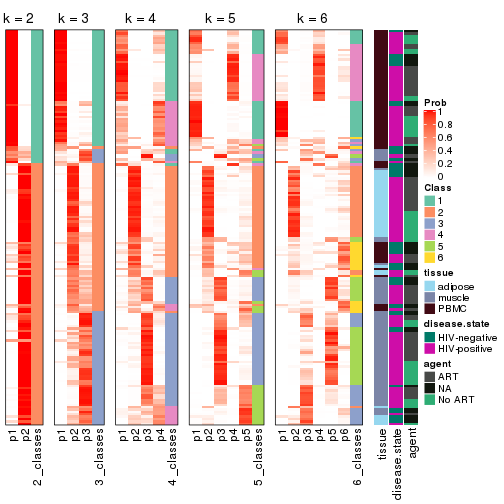 k = 2 k = 3 k = 4 k = 5 k = 6
Prob
1
0.8
0.6
0.4
0.2
0
Class
1
2
3
4
5
6
tissue
adipose
muscle
PBMC
disease.state
HIV-negative
HIV-positive
agent
ART
NA
No ART
p1 p2 2_classes p1 p2 p3 3_classes p1 p2 p3 p4 4_classes p1 p2 p3 p4 p5 5_classes p1 p2 p3 p4 p5 p6 6_classes tissue disease.state agent